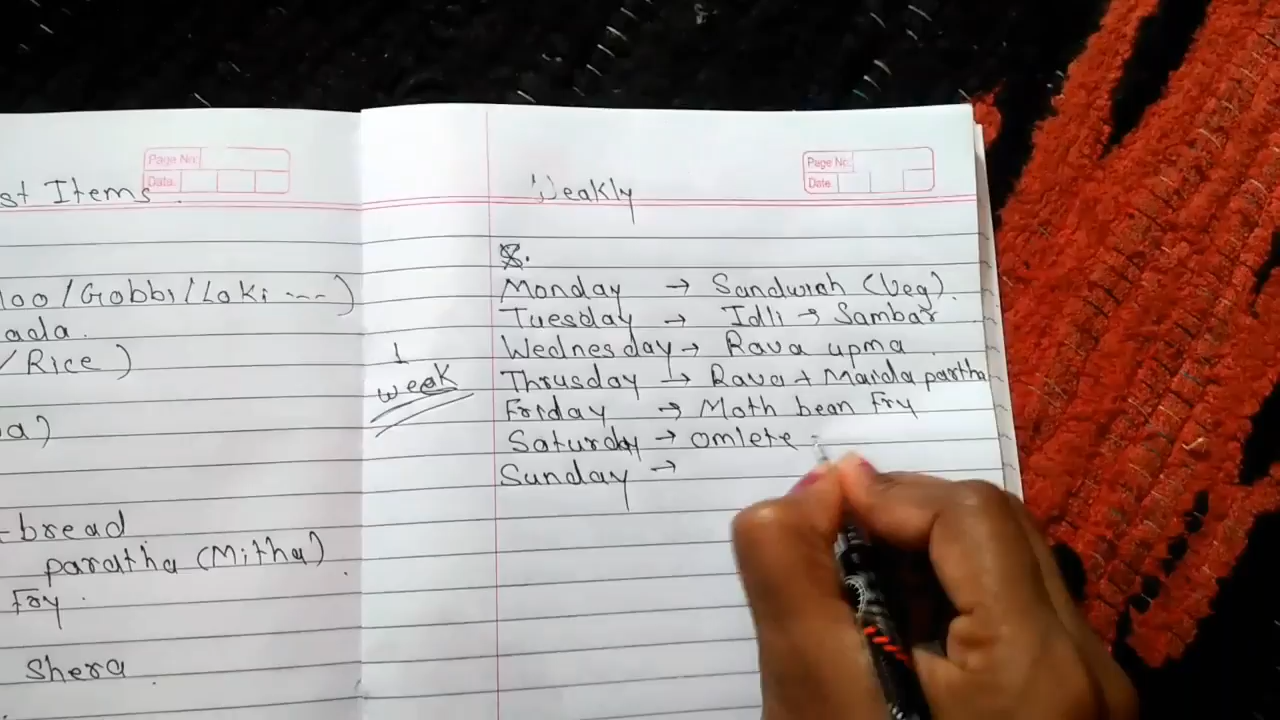 Page No.
Date.
st Items.
loo/Gobbi/Loki ---)
ada.
/Rice)
a)
-bread
paratha (Mitha).
Fry.
Shera.
Page No.
Date.
Weakly
1
week
Monday → Sandwich (Veg).
Tuesday → Idli → Sambar
Wednesday → Rava upma.
Thrusday → Rava + Maida partha
Friday → Moth bean Fry
Saturday → omlete -
Sunday →